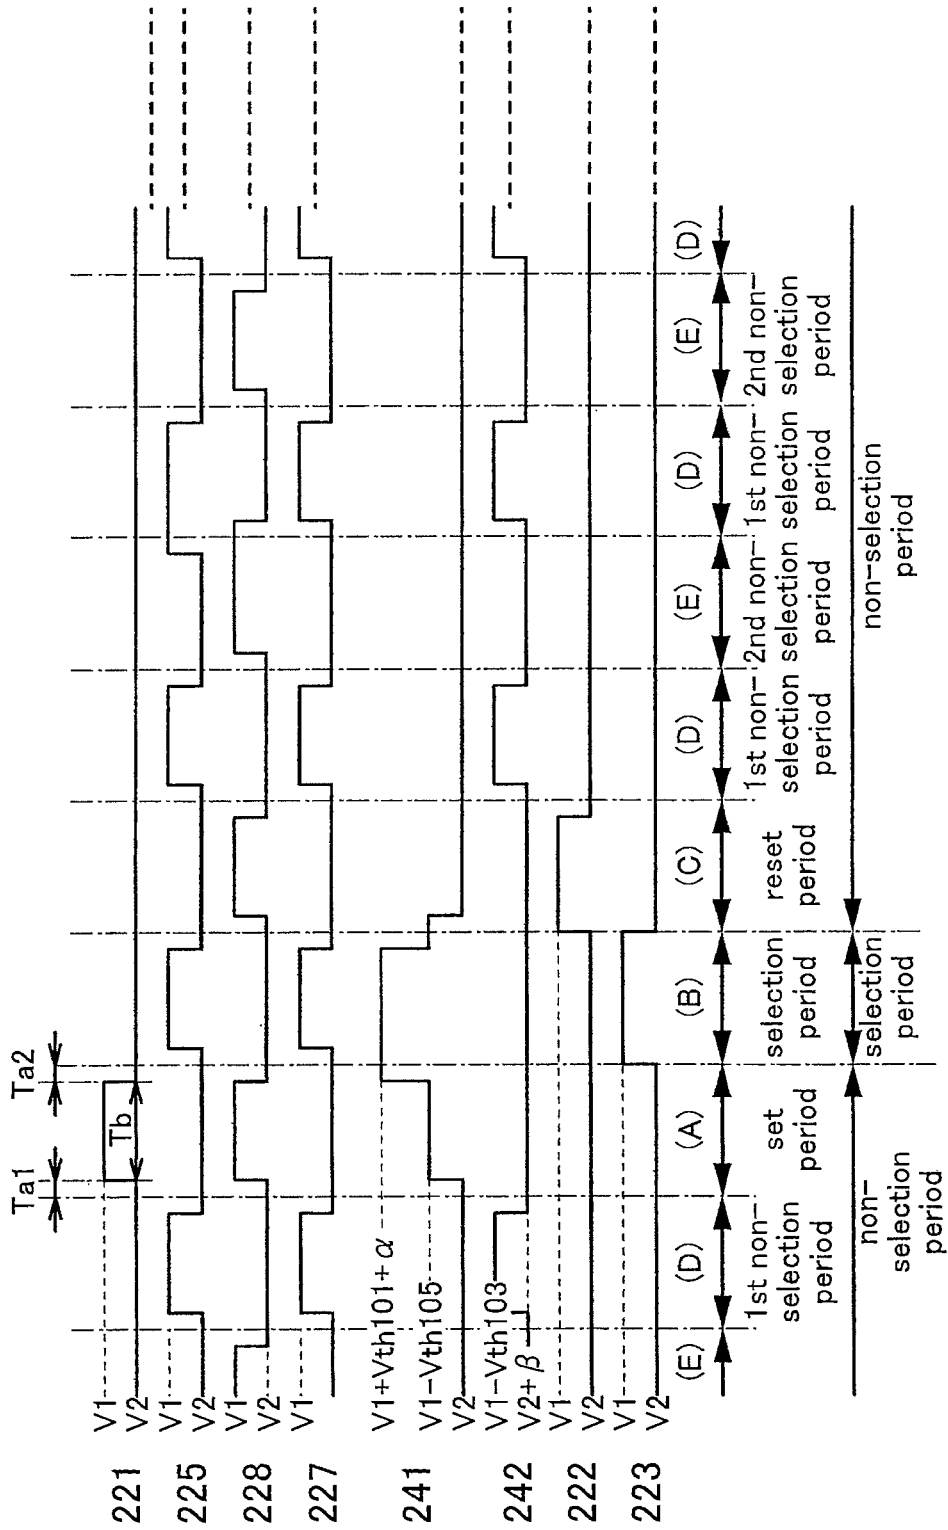 Ta1
Ta2
Tb
221
V1
V2
225
V1
V2
228
V1
V2
227
V1
241
V1+Vth101+α
V1-Vth105
V2
242
V1-Vth103
V2+β
222
V1
V2
223
V1
V2
(E)
(D)
(A)
(B)
(C)
(D)
(E)
(D)
(E)
(D)
1st non-
selection
period
set
period
selection
period
reset
period
1st non-
selection
period
2nd non-
selection
period
1st non-
selection
period
2nd non-
selection
period
non-
selection
period
selection
period
non-selection
period